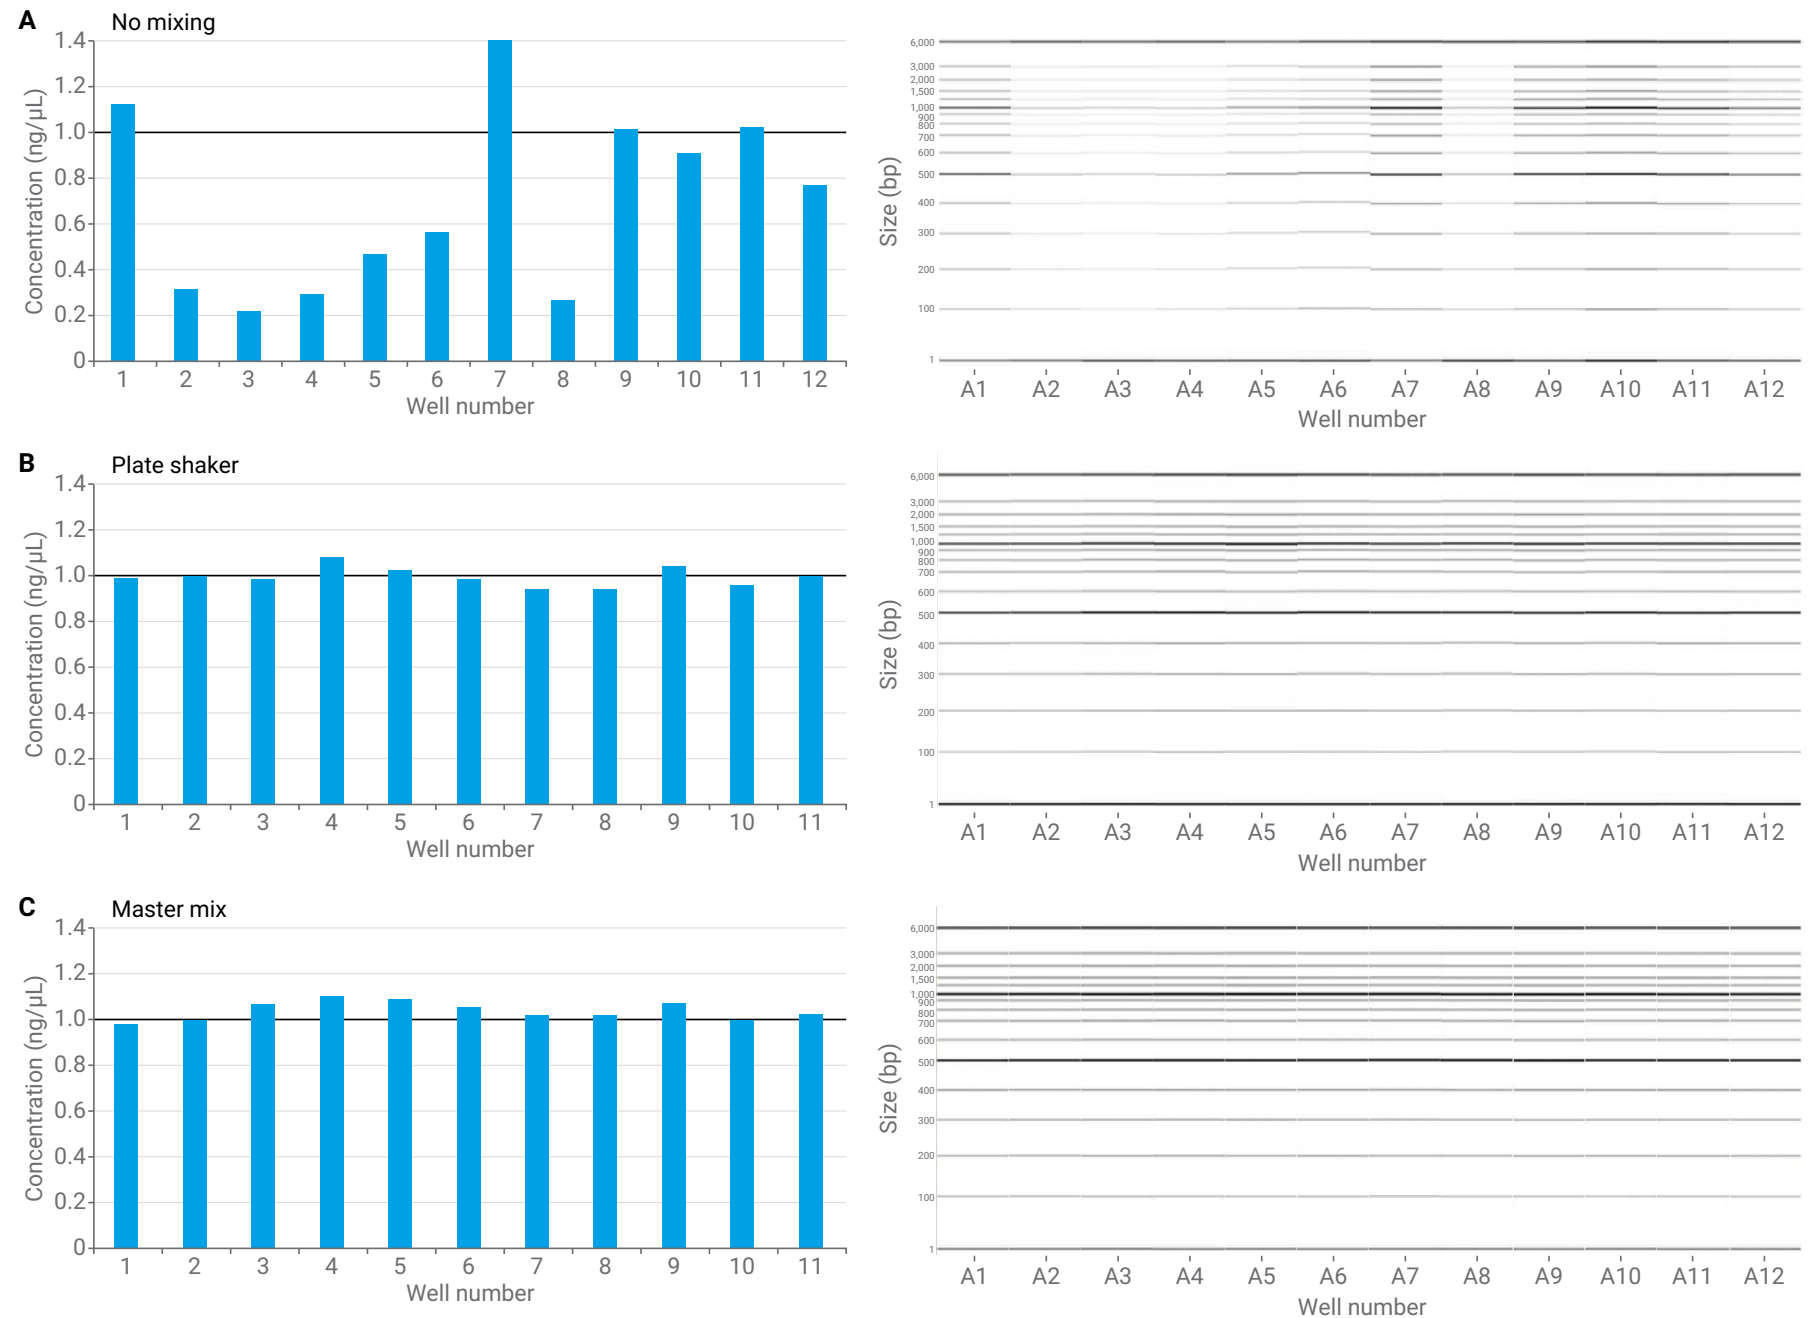 A
No mixing
Concentration (ng/µL)
1.4
1.2
1.0
0.8
0.6
0.4
0.2
0
1 2 3 4 5 6 7 8 9 10 11 12
Well number
Size (bp)
6,000
3,000
2,000
1,500
1,000
900
800
700
600
500
400
300
200
100
1
A1 A2 A3 A4 A5 A6 A7 A8 A9 A10 A11 A12
Well number
B
Plate shaker
Concentration (ng/µL)
1.4
1.2
1.0
0.8
0.6
0.4
0.2
0
1 2 3 4 5 6 7 8 9 10 11
Well number
Size (bp)
6,000
3,000
2,000
1,500
1,000
900
800
700
600
500
400
300
200
100
1
A1 A2 A3 A4 A5 A6 A7 A8 A9 A10 A11 A12
Well number
C
Master mix
Concentration (ng/µL)
1.4
1.2
1.0
0.8
0.6
0.4
0.2
0
1 2 3 4 5 6 7 8 9 10 11
Well number
Size (bp)
6,000
3,000
2,000
1,500
1,000
900
800
700
600
500
400
300
200
100
1
A1 A2 A3 A4 A5 A6 A7 A8 A9 A10 A11 A12
Well number